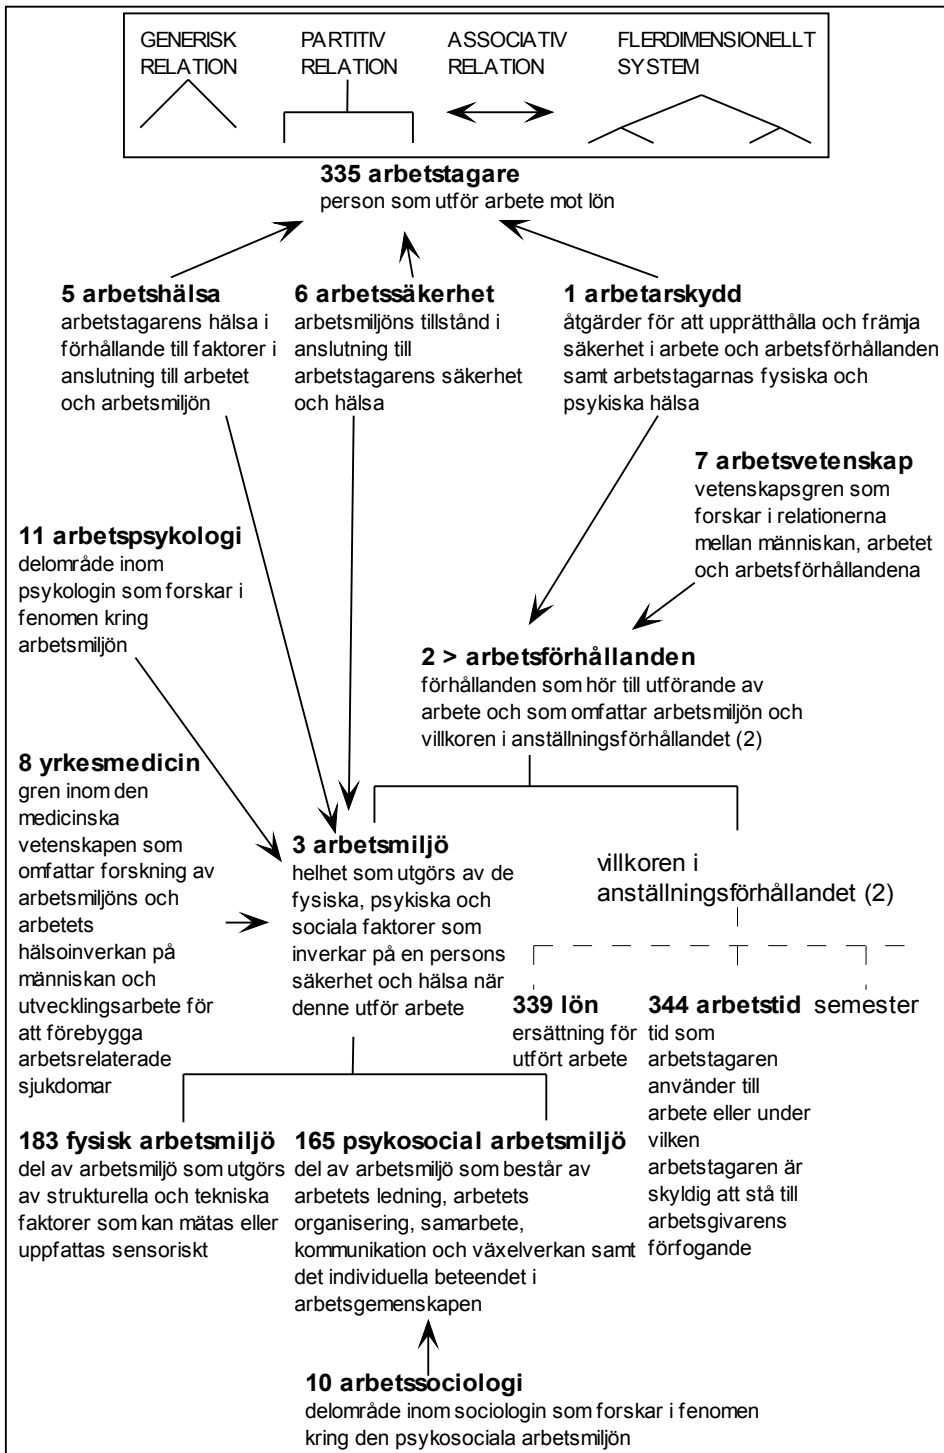 GENERISK
RELATION
PARTITIV
RELATION
ASSOCIATIV
RELATION
FLERDIMENSIONELLT
SYSTEM
335 arbetstagare
person som utför arbete mot lön
5 arbetshälsa
arbetstagarens hälsa i
förhållande till faktorer i
anslutning till arbetet
och arbetsmiljön
6 arbetssäkerhet
arbetsmiljöns tillstånd i
anslutning till
arbetstagarens säkerhet
och hälsa
1 arbetarskydd
åtgärder för att upprätthålla och främja
säkerhet i arbete och arbetsförhållanden
samt arbetstagarnas fysiska och
psykiska hälsa
7 arbetsvetenskap
vetenskapsgren som
forskar i relationerna
mellan människan, arbetet
och arbetsförhållandena
11 arbetspsykologi
delområde inom
psykologin som forskar i
fenomen kring
arbetsmiljön
2 > arbetsförhållanden
förhållanden som hör till utförande av
arbete och som omfattar arbetsmiljön och
villkoren i anställningsförhållandet (2)
8 yrkesmedicin
gren inom den
medicinska
vetenskapen som
omfattar forskning av
arbetsmiljöns och
arbetets
hälsoinverkan på
människan och
utvecklingsarbete för
att förebygga
arbetsrelaterade
sjukdomar
3 arbetsmiljö
helhet som utgörs av de
fysiska, psykiska och
sociala faktorer som
inverkar på en persons
säkerhet och hälsa när
denne utför arbete
villkoren i
anställningsförhållandet (2)
339 lön
ersättning för
utfört arbete
344 arbetstid
tid som
arbetstagaren
använder till
arbete eller under
vilken
arbetstagaren är
skyldig att stå till
arbetsgivarens
förfogande
semester
183 fysisk arbetsmiljö
del av arbetsmiljö som utgörs
av strukturella och tekniska
faktorer som kan mätas eller
uppfattas sensoriskt
165 psykosocial arbetsmiljö
del av arbetsmiljö som består av
arbetets ledning, arbetets
organisering, samarbete,
kommunikation och växelverkan samt
det individuella beteendet i
arbetsgemenskapen
10 arbetssociologi
delområde inom sociologin som forskar i fenomen
kring den psykosociala arbetsmiljön